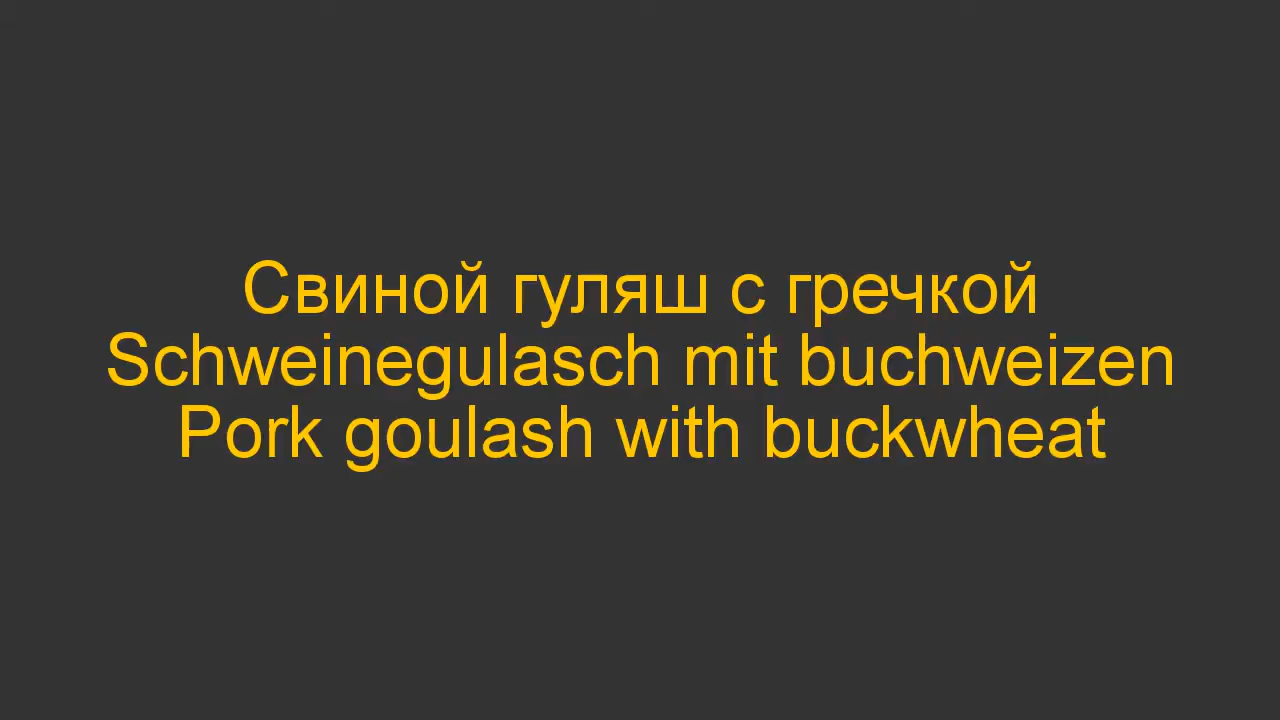 Свиной гуляш с гречкой
Schweinegulasch mit buchweizen
Pork goulash with buckwheat